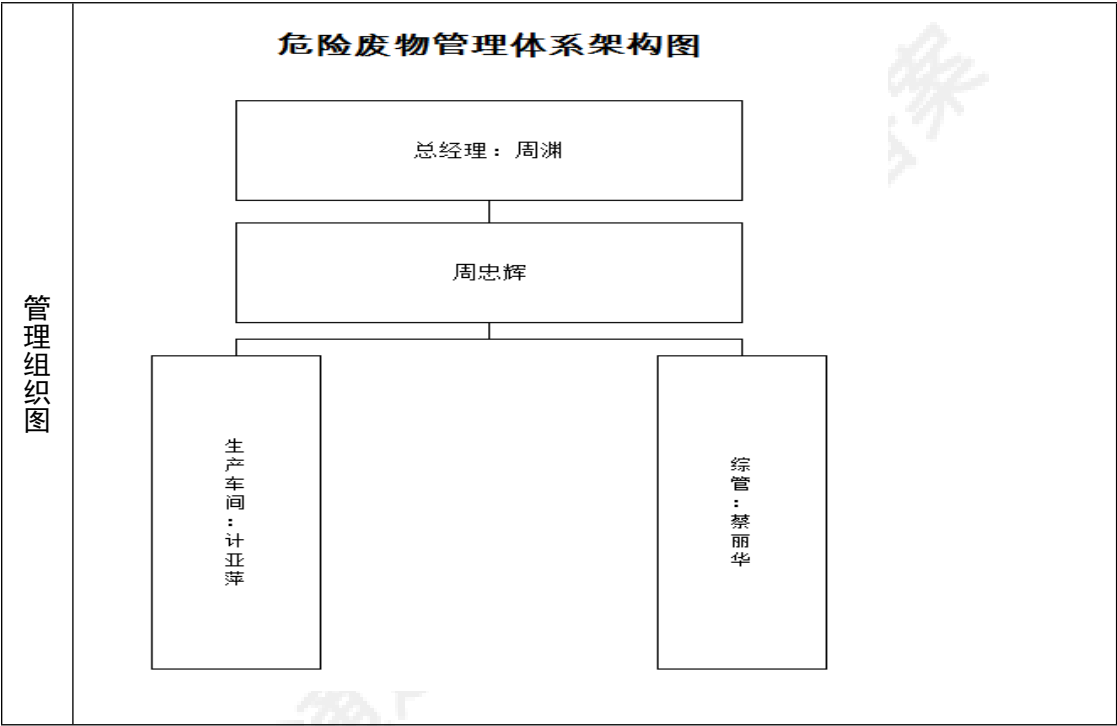 危险废物管理体系架构图
总经理：周渊
周忠辉
管理组织图
生产车间：计亚萍
综管：蔡丽华
案